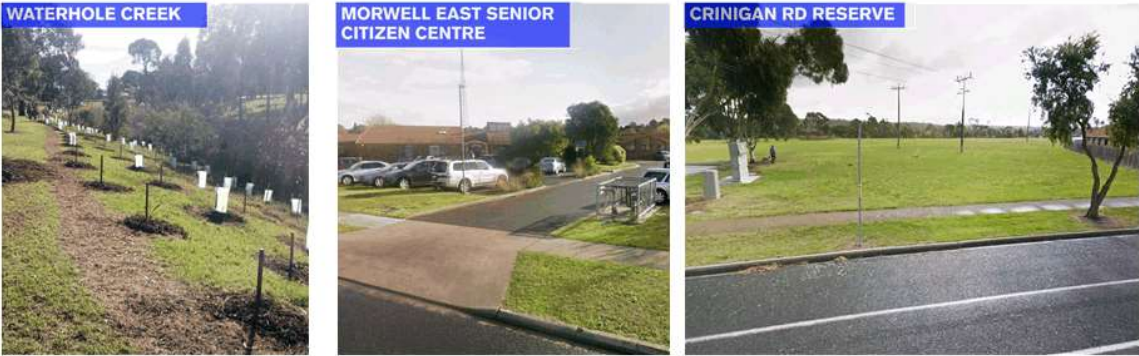 WATERHOLE CREEK
MORWELL EAST SENIOR
CITIZEN CENTRE
CRINIGAN RD RESERVE